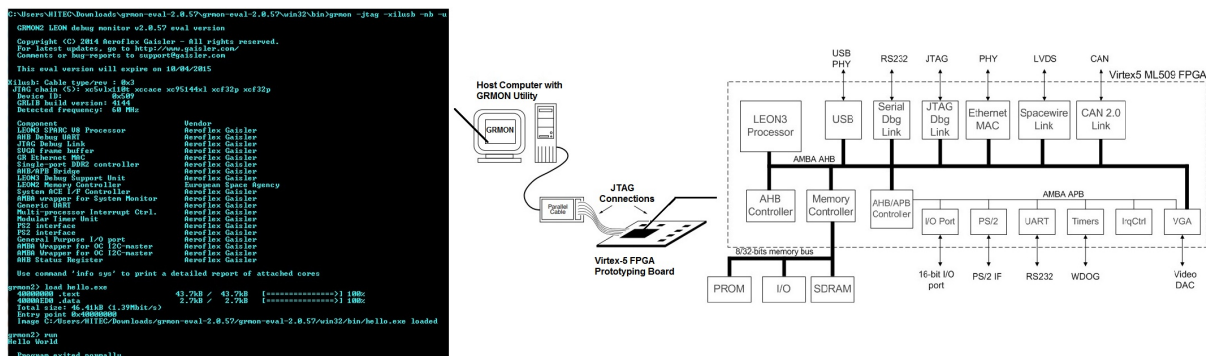 C:\Users\HITEC\Downloads\grmon-eval-2.0.57\grmon-eval-2.0.57\win32\bin>grmon -jtag -xilusb -nb -u
GRMON2 LEON debug monitor v2.0.57 eval version
Copyright (C) 2014 Aeroflex Gaisler - All rights reserved.
For latest updates, go to http://www.gaisler.com/
Comments or bug-reports to support@gaisler.com
This eval version will expire on 10/04/2015
Xilusb: Cable type/rev : 0x3
JTAG chain (5): xc5vlx110t xccace xc95144xl xcf32p xcf32p
Device ID: 0x509
GRLIB build version: 4144
Detected frequency: 60 MHz
Component Vendor
LEON3 SPARC V8 Processor Aeroflex Gaisler
AHB Debug UART Aeroflex Gaisler
JTAG Debug Link Aeroflex Gaisler
SVGA frame buffer Aeroflex Gaisler
GR Ethernet MAC Aeroflex Gaisler
Single-port DDR2 controller Aeroflex Gaisler
AHB/APB Bridge Aeroflex Gaisler
LEON3 Debug Support Unit Aeroflex Gaisler
LEON2 Memory Controller European Space Agency
System ACE I/F Controller Aeroflex Gaisler
AMBA wrapper for System Monitor Aeroflex Gaisler
Generic UART Aeroflex Gaisler
Multi-processor Interrupt Ctrl. Aeroflex Gaisler
Modular Timer Unit Aeroflex Gaisler
PS2 interface Aeroflex Gaisler
PS2 interface Aeroflex Gaisler
General Purpose I/O port Aeroflex Gaisler
AMBA Wrapper for OC I2C-master Aeroflex Gaisler
AMBA Wrapper for OC I2C-master Aeroflex Gaisler
AHB Status Register Aeroflex Gaisler
Use command 'info sys' to print a detailed report of attached cores
grmon2> load hello.exe
40000000 .text 43.7kB / 43.7kB [===============>] 100%
4000AED0 .data 2.7kB / 2.7kB [===============>] 100%
Total size: 46.41kB (1.39Mbit/s)
Entry point 0x40000000
Image C:/Users/HITEC/Downloads/grmon-eval-2.0.57/grmon-eval-2.0.57/win32/bin/hello.exe loaded
grmon2> run
Hello World
Program exited normally.
Host Computer with
GRMON Utility
GRMON
Parallel
Cable
JTAG
Connections
Virtex-5 FPGA
Prototyping Board
USB
PHY
RS232
JTAG
PHY
LVDS
CAN
Virtex5 ML509 FPGA
LEON3
Processor
USB
Serial
Dbg
Link
JTAG
Dbg
Link
Ethernet
MAC
Spacewire
Link
CAN 2.0
Link
AMBA AHB
AHB
Controller
Memory
Controller
AHB/APB
Controller
AMBA APB
I/O Port
PS/2
UART
Timers
IrqCtrl
VGA
8/32-bits memory bus
PROM
I/O
SDRAM
16-bit I/O
port
PS/2 IF
RS232
WDOG
Video
DAC